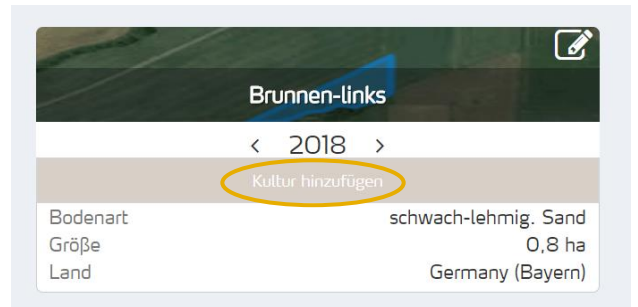 Brunnen-links
< 2018 >
Kultur hinzufügen
Bodenart schwach-lehmig. Sand
Größe 0,8 ha
Land Germany (Bayern)